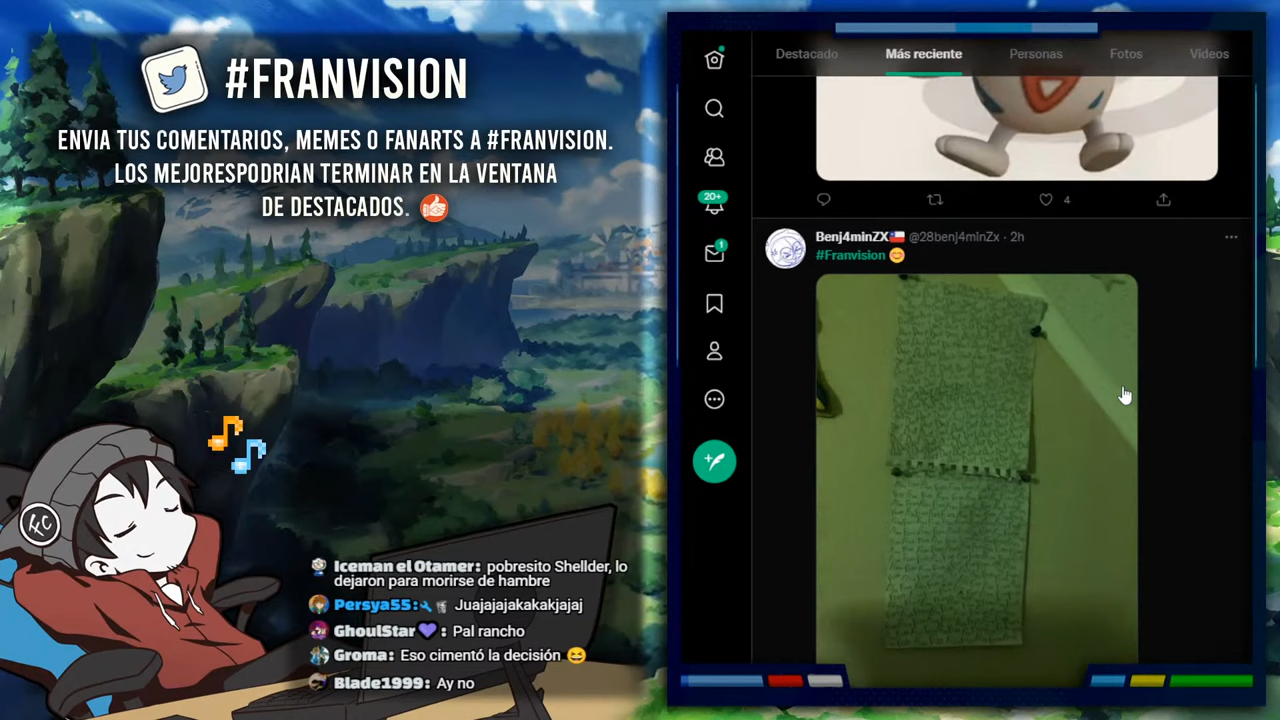 #FRANVISION
ENVIA TUS COMENTARIOS, MEMES O FANARTS A #FRANVISION.
LOS MEJORESPODRIAN TERMINAR EN LA VENTANA
DE DESTACADOS.
Destacado Más reciente Personas Fotos Videos
4
20+
1
Benj4minZX @28benj4minZx · 2h
#Franvision
Iceman el Otamer: pobresito Shellder, lo
dejaron para morirse de hambre
Persya55: Juajajajakakakjajaj
GhoulStar : Pal rancho
Groma: Eso cimentó la decisión
Blade1999: Ay no